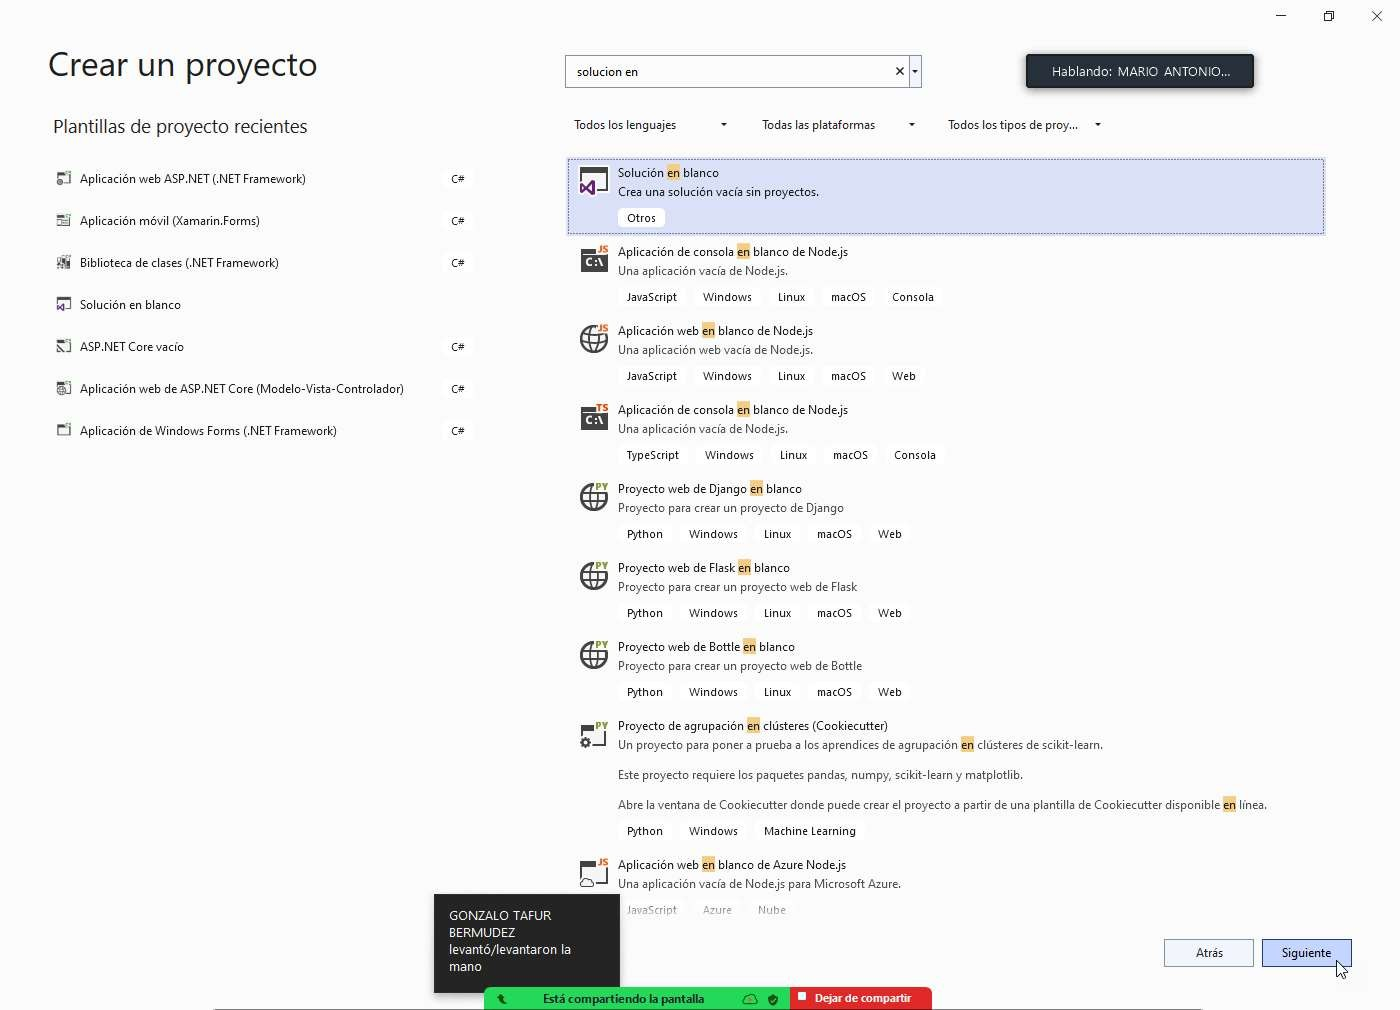 Crear un proyecto
solucion en
Hablando: MARIO ANTONIO...
Plantillas de proyecto recientes
Todos los lenguajes
Todas las plataformas
Todos los tipos de proy...
Aplicación web ASP.NET (.NET Framework) C#
Aplicación móvil (Xamarin.Forms) C#
Biblioteca de clases (.NET Framework) C#
Solución en blanco
ASP.NET Core vacío C#
Aplicación web de ASP.NET Core (Modelo-Vista-Controlador) C#
Aplicación de Windows Forms (.NET Framework) C#
Solución en blanco
Crea una solución vacía sin proyectos.
Otros
JS
C:\
Aplicación de consola en blanco de Node.js
Una aplicación vacía de Node.js.
JavaScript Windows Linux macOS Consola
JS
Aplicación web en blanco de Node.js
Una aplicación web vacía de Node.js.
JavaScript Windows Linux macOS Web
TS
C:\
Aplicación de consola en blanco de Node.js
Una aplicación vacía de Node.js.
TypeScript Windows Linux macOS Consola
PY
Proyecto web de Django en blanco
Proyecto para crear un proyecto de Django
Python Windows Linux macOS Web
PY
Proyecto web de Flask en blanco
Proyecto para crear un proyecto web de Flask
Python Windows Linux macOS Web
PY
Proyecto web de Bottle en blanco
Proyecto para crear un proyecto web de Bottle
Python Windows Linux macOS Web
PY
Proyecto de agrupación en clústeres (Cookiecutter)
Un proyecto para poner a prueba a los aprendices de agrupación en clústeres de scikit-learn.
Este proyecto requiere los paquetes pandas, numpy, scikit-learn y matplotlib.
Abre la ventana de Cookiecutter donde puede crear el proyecto a partir de una plantilla de Cookiecutter disponible en línea.
Python Windows Machine Learning
JS
Aplicación web en blanco de Azure Node.js
Una aplicación vacía de Node.js para Microsoft Azure.
JavaScript Azure Nube
GONZALO TAFUR
BERMUDEZ
levantó/levantaron la
mano
Atrás
Siguiente
Está compartiendo la pantalla
Dejar de compartir